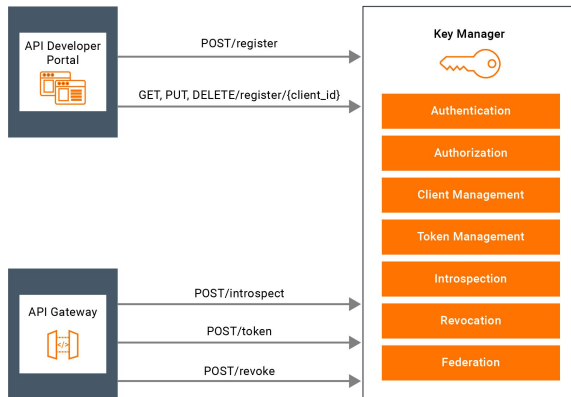 API Developer
Portal
POST/register
GET, PUT, DELETE/register/{client_id}
Key Manager
Authentication
Authorization
Client Management
Token Management
Introspection
Revocation
Federation
API Gateway
</>
POST/introspect
POST/token
POST/revoke